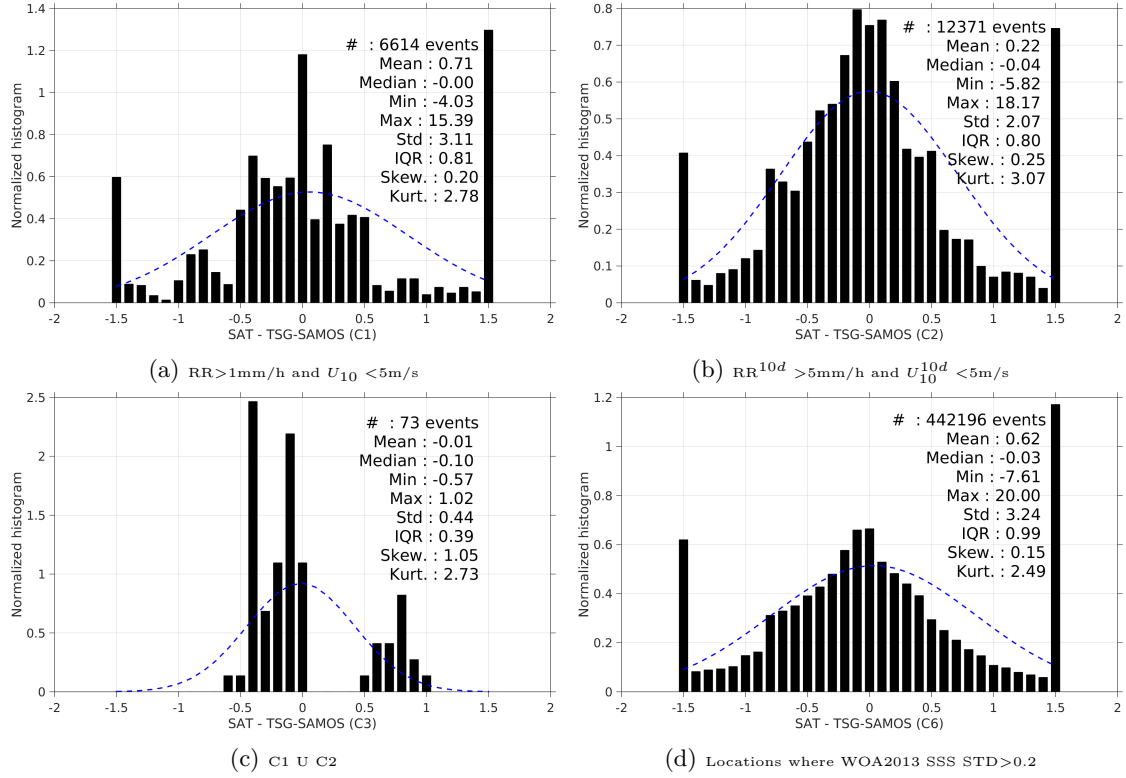 1.4
1.2
1
0.8
0.6
0.4
0.2
0
Normalized histogram
# : 6614 events
Mean : 0.71
Median : -0.00
Min : -4.03
Max : 15.39
Std : 3.11
IQR : 0.81
Skew. : 0.20
Kurt. : 2.78
-2 -1.5 -1 -0.5 0 0.5 1 1.5 2
SAT - TSG-SAMOS (C1)
(a) RR>1mm/h and U10 <5m/s
0.8
0.7
0.6
0.5
0.4
0.3
0.2
0.1
0
Normalized histogram
# : 12371 events
Mean : 0.22
Median : -0.04
Min : -5.82
Max : 18.17
Std : 2.07
IQR : 0.80
Skew. : 0.25
Kurt. : 3.07
-2 -1.5 -1 -0.5 0 0.5 1 1.5 2
SAT - TSG-SAMOS (C2)
(b) RR^10d >5mm/h and U_10^10d <5m/s
2.5
2
1.5
1
0.5
0
Normalized histogram
# : 73 events
Mean : -0.01
Median : -0.10
Min : -0.57
Max : 1.02
Std : 0.44
IQR : 0.39
Skew. : 1.05
Kurt. : 2.73
-2 -1.5 -1 -0.5 0 0.5 1 1.5 2
SAT - TSG-SAMOS (C3)
(c) C1 U C2
1.2
1
0.8
0.6
0.4
0.2
0
Normalized histogram
# : 442196 events
Mean : 0.62
Median : -0.03
Min : -7.61
Max : 20.00
Std : 3.24
IQR : 0.99
Skew. : 0.15
Kurt. : 2.49
-2 -1.5 -1 -0.5 0 0.5 1 1.5 2
SAT - TSG-SAMOS (C6)
(d) Locations where WOA2013 SSS STD>0.2